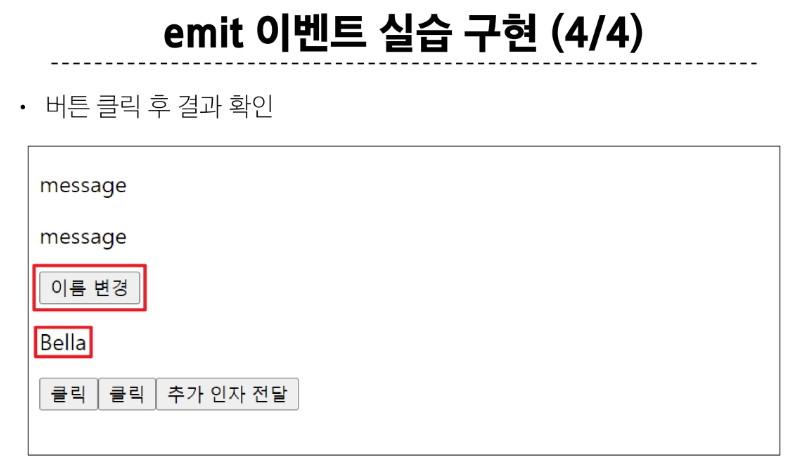 emit 이벤트 실습 구현 (4/4)
• 버튼 클릭 후 결과 확인
message
message
이름 변경
Bella
클릭 클릭 추가 인자 전달